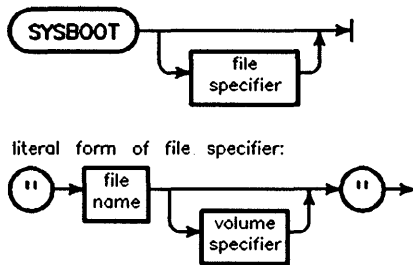 SYSBOOT
file
specifier
literal form of file specifier:
"
file
name
volume
specifier
"